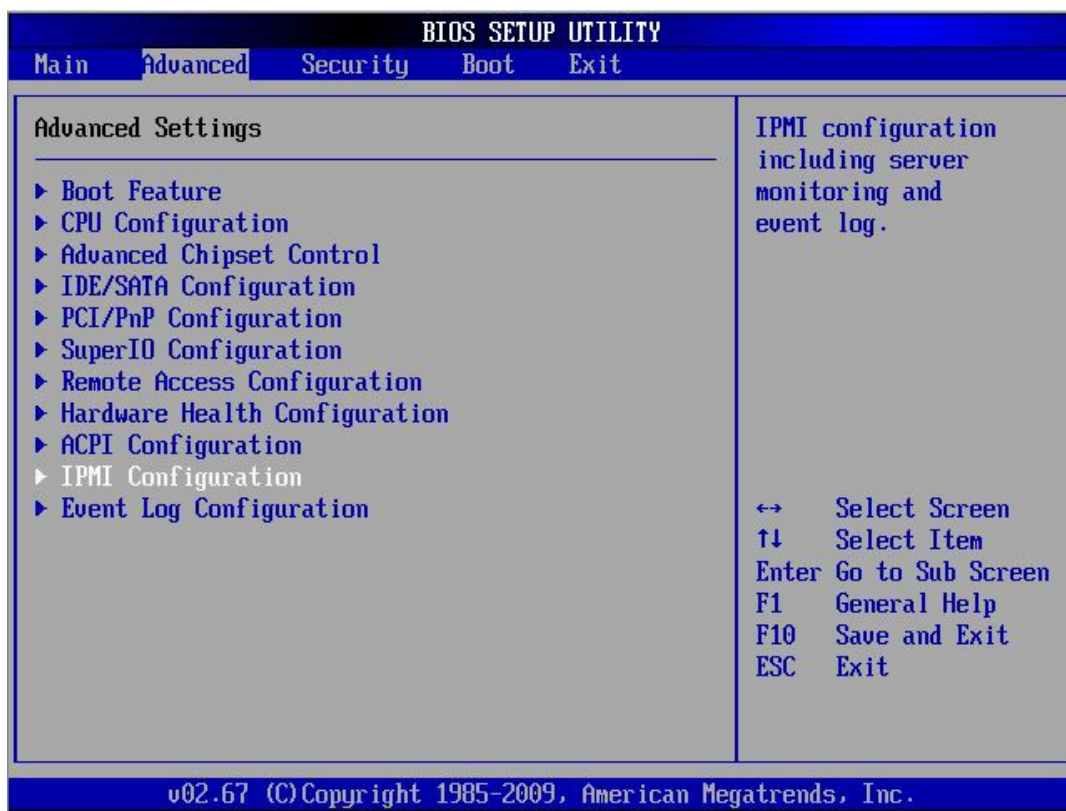 BIOS SETUP UTILITY
Main Advanced Security Boot Exit
Advanced Settings
Boot Feature
CPU Configuration
Advanced Chipset Control
IDE/SATA Configuration
PCI/PnP Configuration
SuperIO Configuration
Remote Access Configuration
Hardware Health Configuration
ACPI Configuration
IPMI Configuration
Event Log Configuration
IPMI configuration
including server
monitoring and
event log.
←→ Select Screen
↑↓ Select Item
Enter Go to Sub Screen
F1 General Help
F10 Save and Exit
ESC Exit
v02.67 (C)Copyright 1985-2009, American Megatrends, Inc.